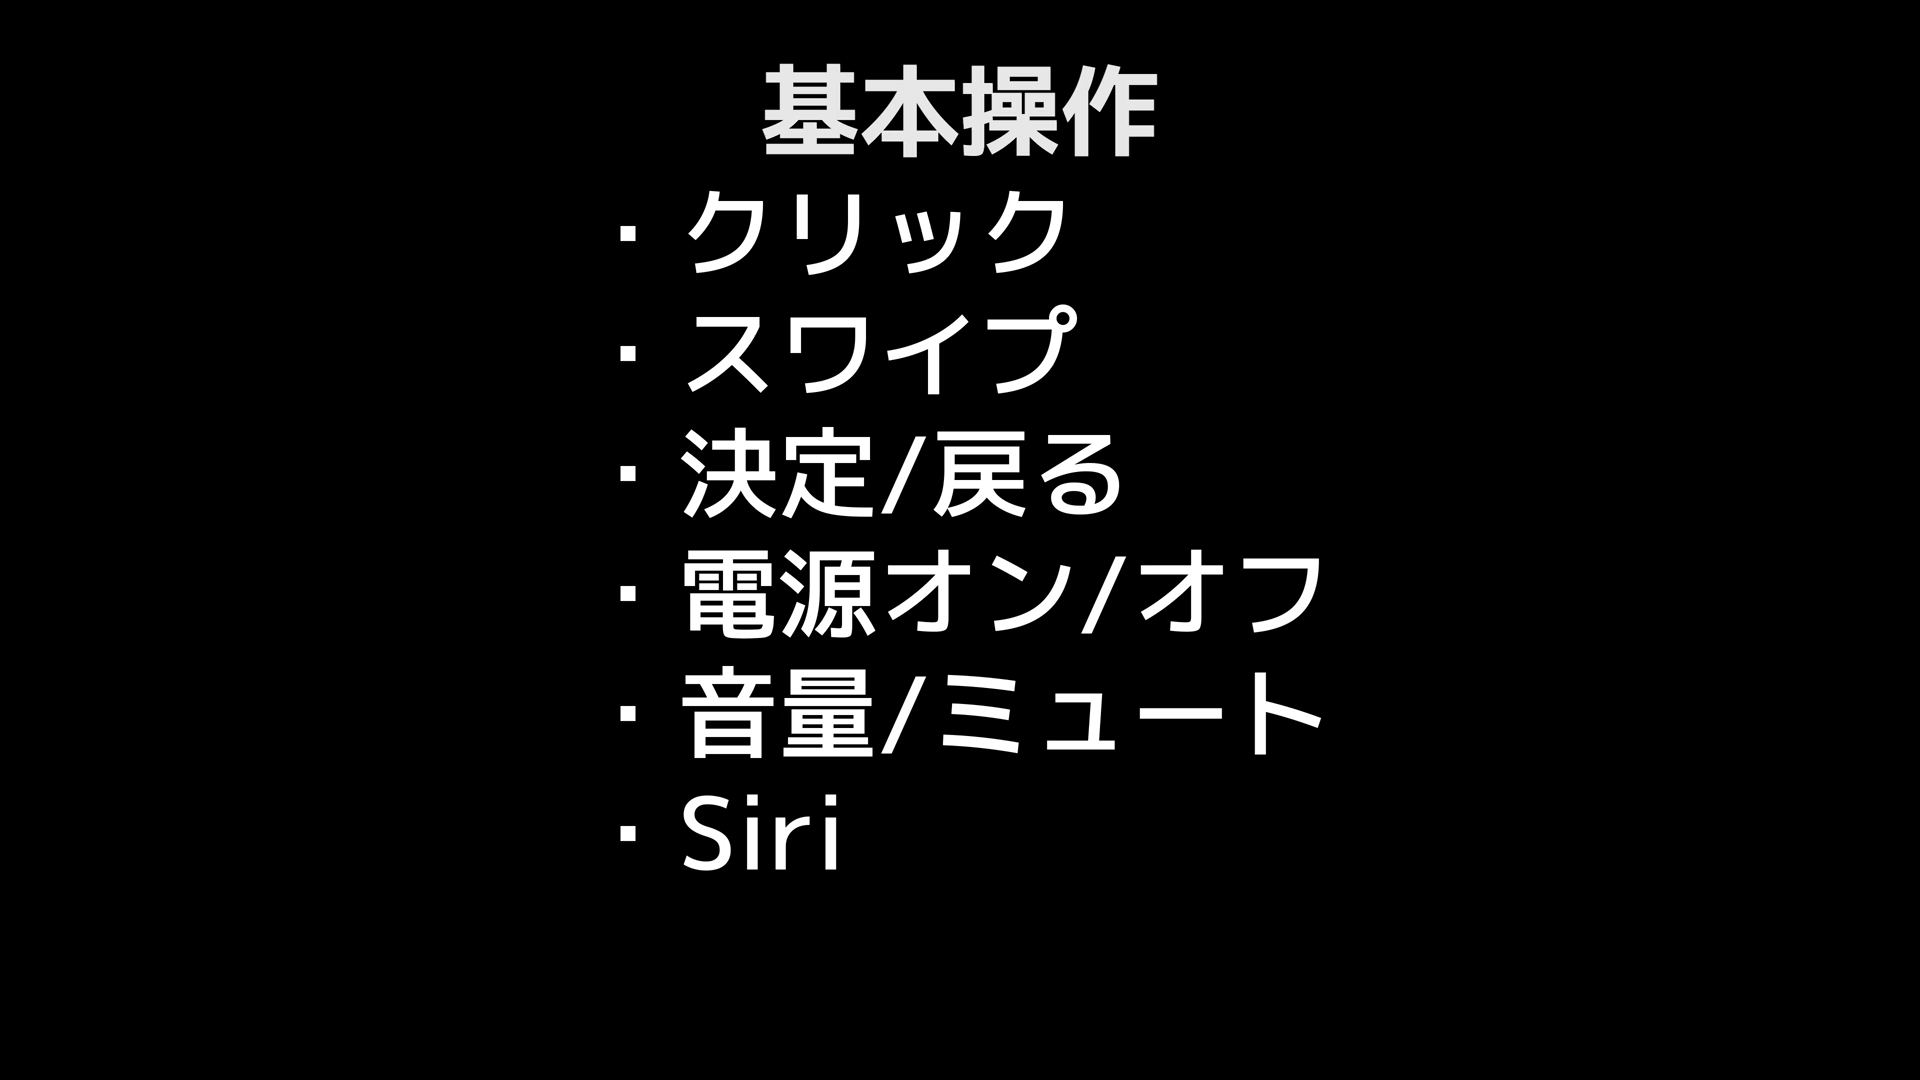 基本操作
・クリック
・スワイプ
・決定/戻る
・電源オン/オフ
・音量/ミュート
・Siri